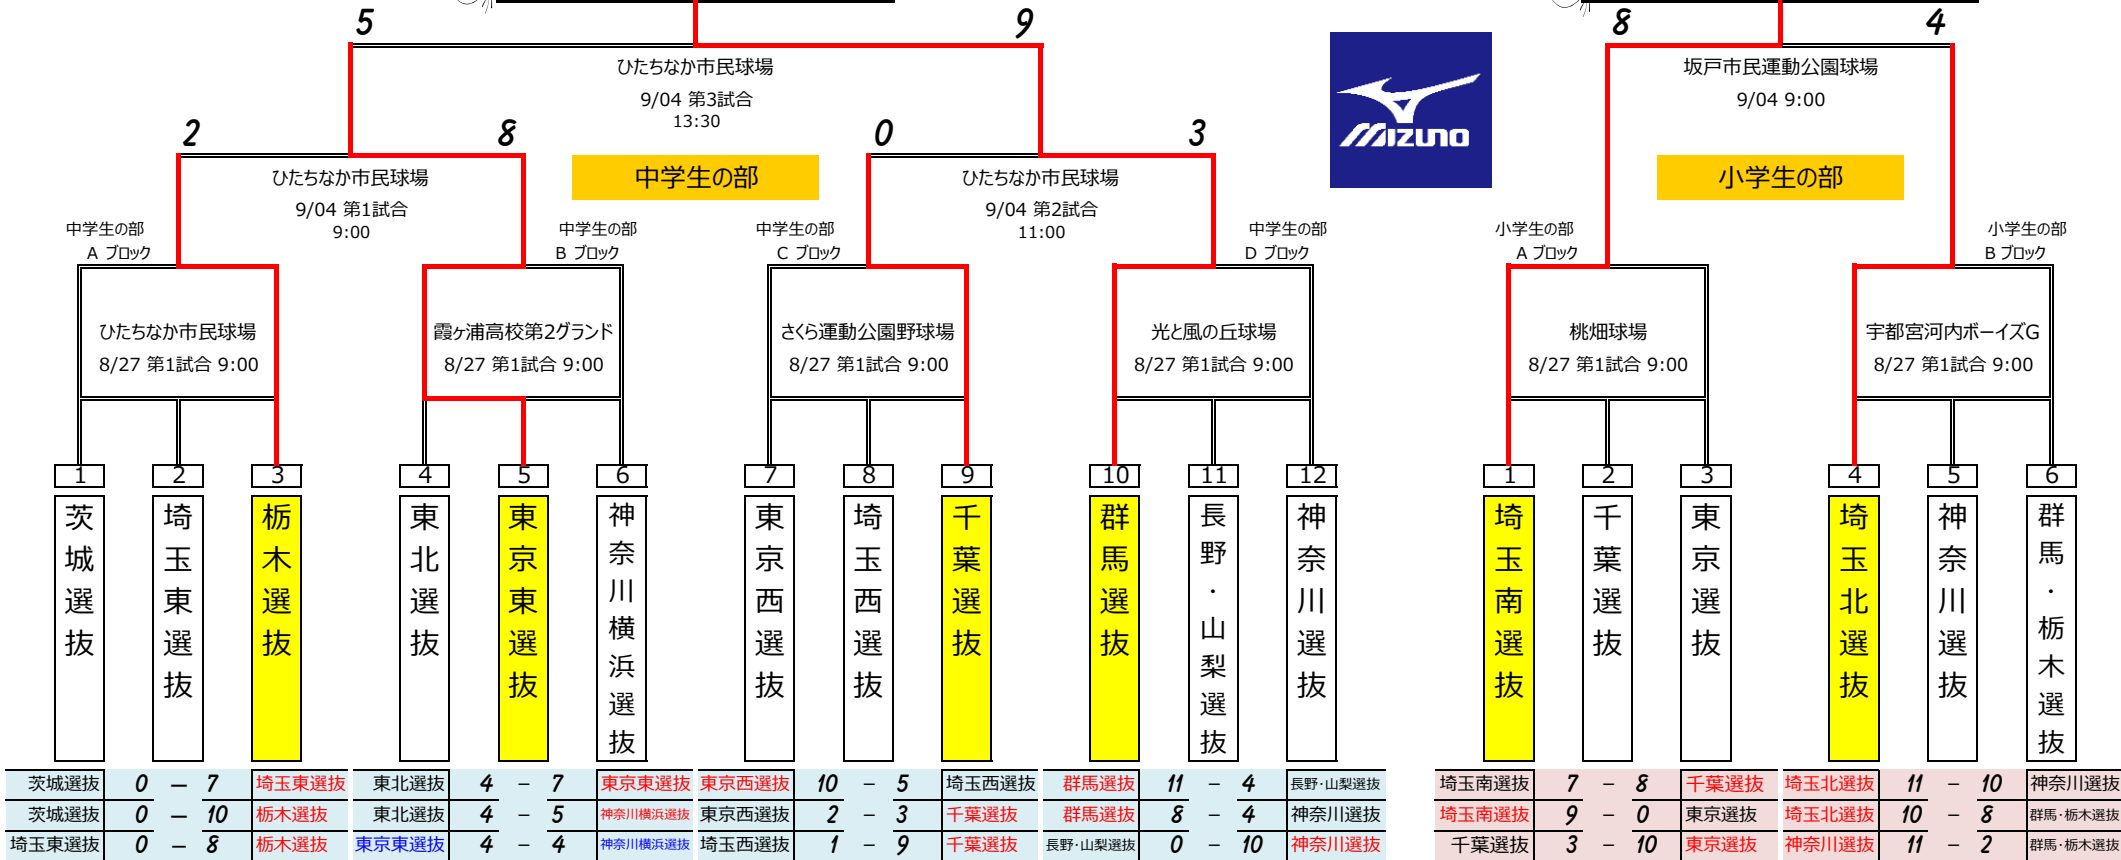 5
9
8
4
ひたちなか市民球場
9/04 第3試合
13:30
MIZUNO
坂戸市民運動公園球場
9/04 9:00
2
8
0
3
中学生の部
小学生の部
ひたちなか市民球場
9/04 第1試合
9:00
ひたちなか市民球場
9/04 第2試合
11:00
中学生の部
A ブロック
中学生の部
B ブロック
中学生の部
C ブロック
中学生の部
D ブロック
小学生の部
A ブロック
小学生の部
B ブロック
ひたちなか市民球場
8/27 第1試合 9:00
霞ヶ浦高校第2グランド
8/27 第1試合 9:00
さくら運動公園野球場
8/27 第1試合 9:00
光と風の丘球場
8/27 第1試合 9:00
桃畑球場
8/27 第1試合 9:00
宇都宮河内ボーイズG
8/27 第1試合 9:00
1
茨城選抜
2
埼玉東選抜
3
栃木選抜
4
東北選抜
5
東京東選抜
6
神奈川横浜選抜
7
東京西選抜
8
埼玉西選抜
9
千葉選抜
10
群馬選抜
11
長野・山梨選抜
12
神奈川選抜
1
埼玉南選抜
2
千葉選抜
3
東京選抜
4
埼玉北選抜
5
神奈川選抜
6
群馬・栃木選抜
茨城選抜 0 － 7 埼玉東選抜 東北選抜 4 － 7 東京東選抜 東京西選抜 10 － 5 埼玉西選抜 群馬選抜 11 － 4 長野・山梨選抜 埼玉南選抜 7 － 8 千葉選抜 埼玉北選抜 11 － 10 神奈川選抜
茨城選抜 0 － 10 栃木選抜 東北選抜 4 － 5 神奈川横浜選抜 東京西選抜 2 － 3 千葉選抜 群馬選抜 8 － 4 神奈川選抜 埼玉南選抜 9 － 0 東京選抜 埼玉北選抜 10 － 8 群馬・栃木選抜
埼玉東選抜 0 － 8 栃木選抜 東京東選抜 4 － 4 神奈川横浜選抜 埼玉西選抜 1 － 9 千葉選抜 長野・山梨選抜 0 － 10 神奈川選抜 千葉選抜 3 － 10 東京選抜 神奈川選抜 11 － 2 群馬・栃木選抜